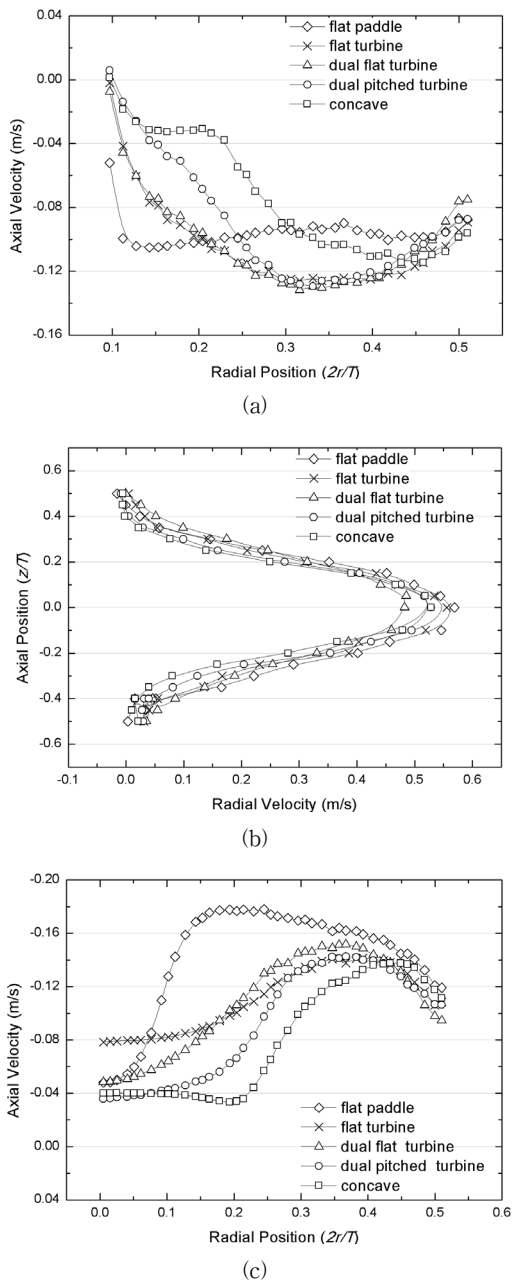 0.04
0.00
-0.04
-0.08
-0.12
-0.16
Axial Velocity (m/s)
flat paddle
flat turbine
dual flat turbine
dual pitched turbine
concave
0.1 0.2 0.3 0.4 0.5
Radial Position (2r/T)
(a)
0.6
0.4
0.2
0.0
-0.2
-0.4
-0.6
Axial Position (z/T)
flat paddle
flat turbine
dual flat turbine
dual pitched turbine
concave
-0.1 0.0 0.1 0.2 0.3 0.4 0.5 0.6
Radial Velocity (m/s)
(b)
-0.20
-0.16
-0.12
-0.08
-0.04
0.00
0.04
Axial Velocity (m/s)
flat paddle
flat turbine
dual flat turbine
dual pitched turbine
concave
0.0 0.1 0.2 0.3 0.4 0.5 0.6
Radial Position (2r/T)
(c)